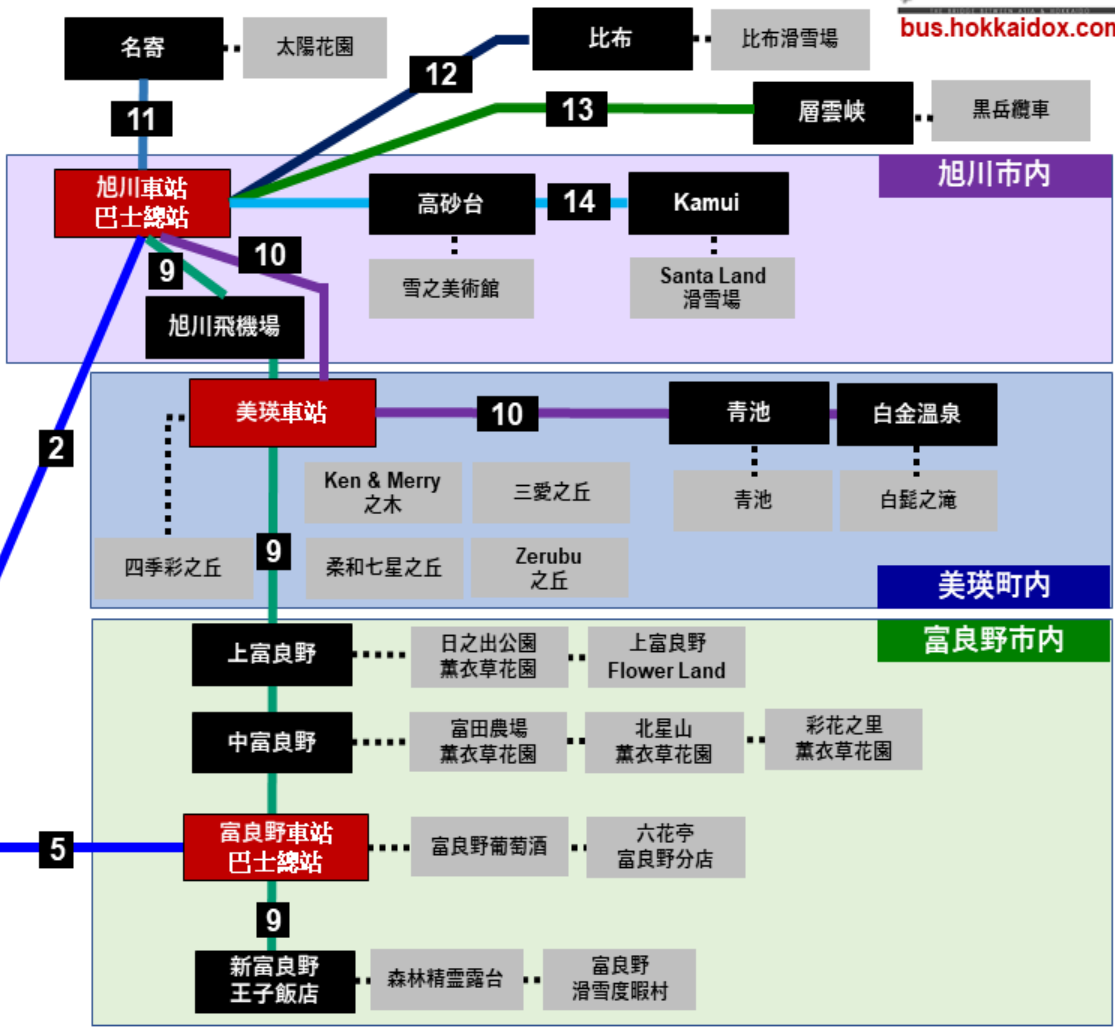 THE BRIDGE BETWEEN ASIA & HOKKAIDO
bus.hokkaidox.com
名寄
太陽花園
比布
比布滑雪場
12
11
13
層雲峡
黒岳纜車
旭川市内
旭川車站
巴士總站
高砂台
14
Kamui
10
9
雪之美術館
Santa Land
滑雪場
旭川飛機場
美瑛車站
10
青池
白金溫泉
2
Ken & Merry
之木
三愛之丘
青池
白髭之滝
9
四季彩之丘
柔和七星之丘
Zerubu
之丘
美瑛町内
上富良野
日之出公園
薰衣草花園
上富良野
Flower Land
富良野市内
中富良野
富田農場
薰衣草花園
北星山
薰衣草花園
彩花之里
薰衣草花園
5
富良野車站
巴士總站
富良野葡萄酒
六花亭
富良野分店
9
新富良野
王子飯店
森林精霊露台
富良野
滑雪度暇村